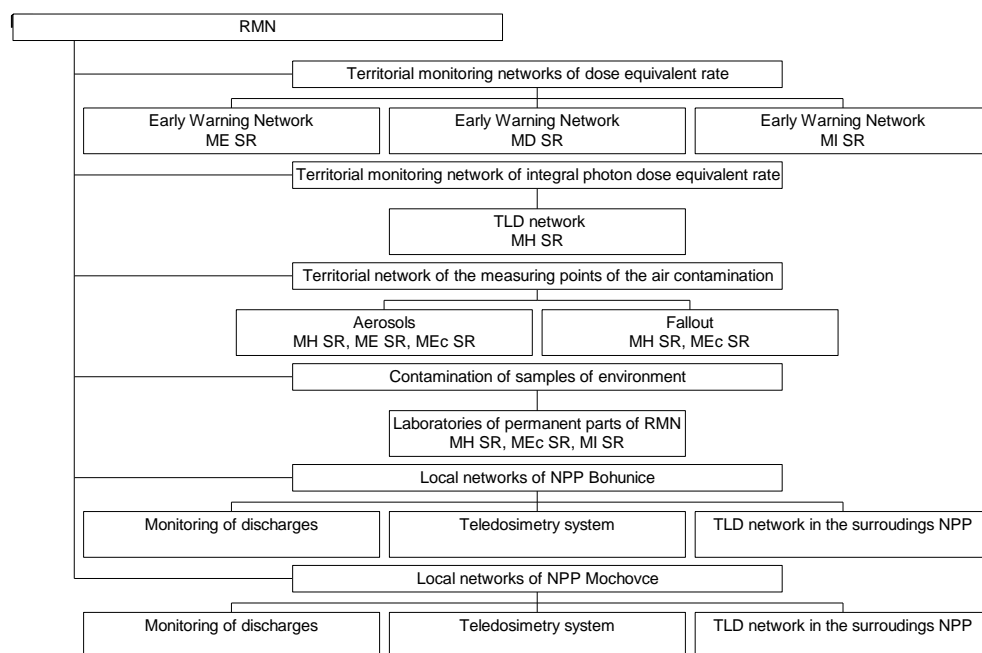 RMN
Territorial monitoring networks of dose equivalent rate
Early Warning Network
ME SR
Early Warning Network
MD SR
Early Warning Network
MI SR
Territorial monitoring network of integral photon dose equivalent rate
TLD network
MH SR
Territorial network of the measuring points of the air contamination
Aerosols
MH SR, ME SR, MEc SR
Fallout
MH SR, MEc SR
Contamination of samples of environment
Laboratories of permanent parts of RMN
MH SR, MEc SR, MI SR
Local networks of NPP Bohunice
Monitoring of discharges
Teledosimetry system
TLD network in the surroudings NPP
Local networks of NPP Mochovce
Monitoring of discharges
Teledosimetry system
TLD network in the surroudings NPP